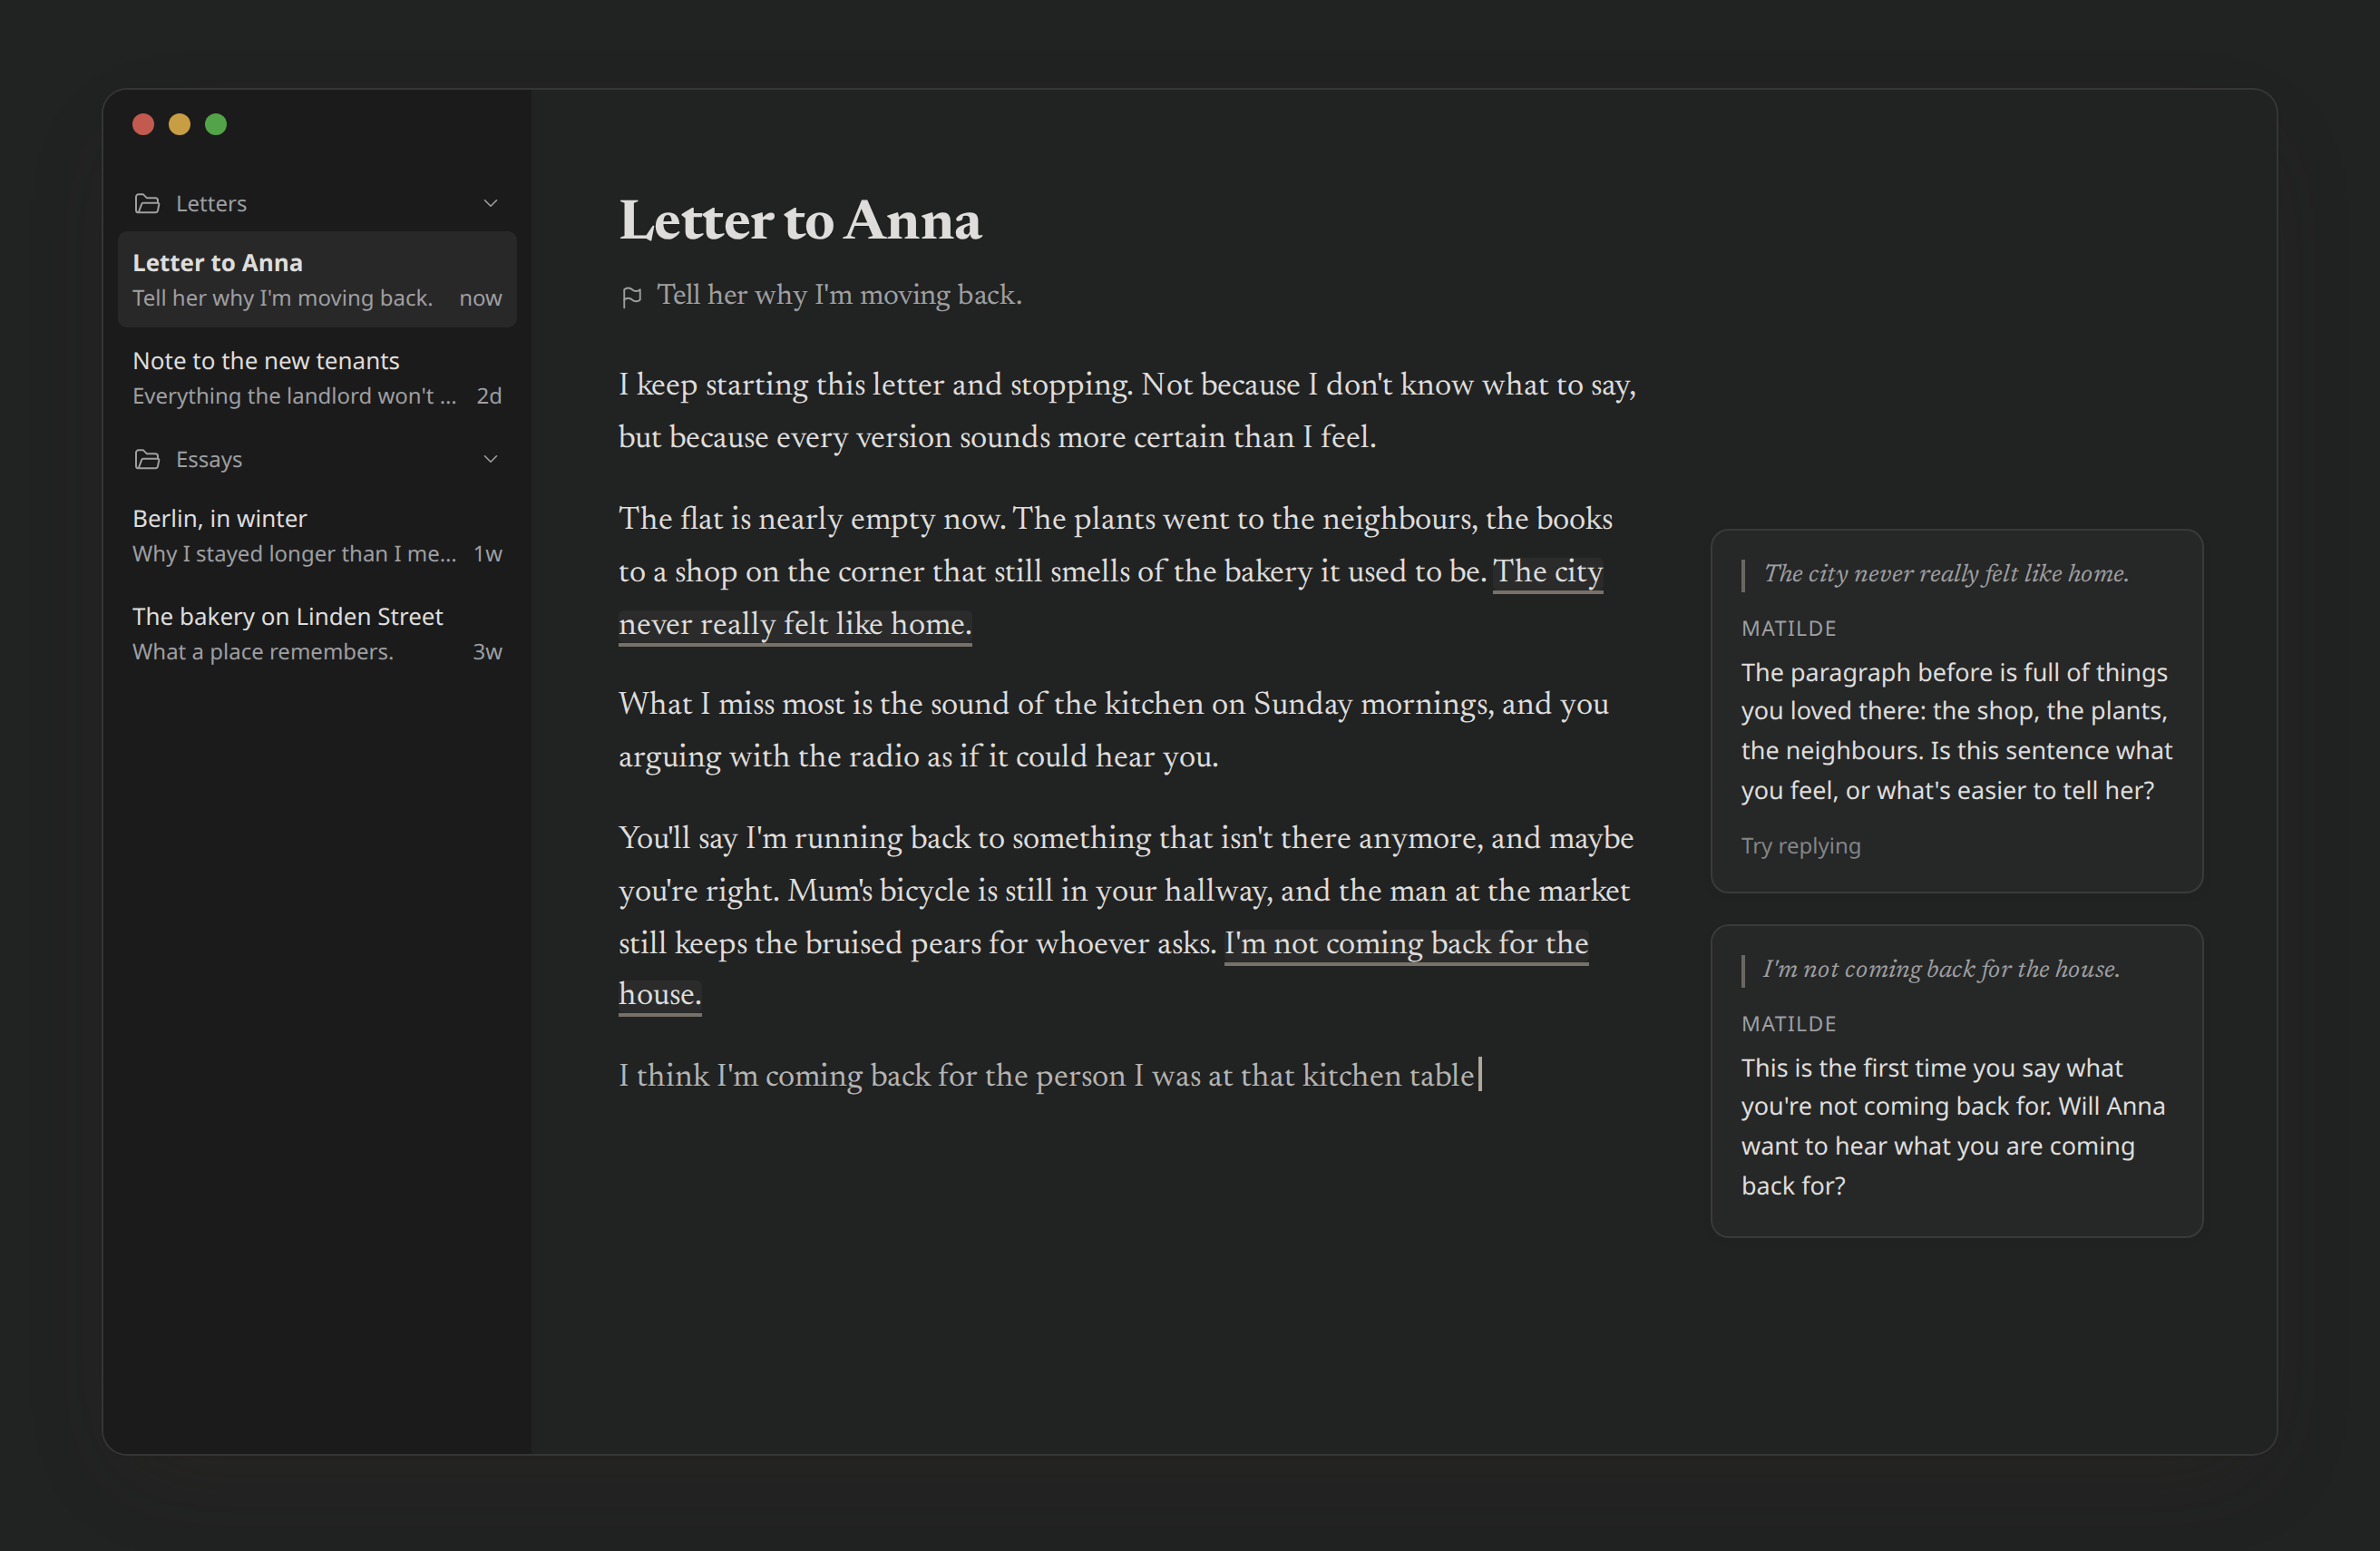 Letters
Letter to Anna
Tell her why I'm moving back. now
Note to the new tenants
Everything the landlord won't ... 2d
Essays
Berlin, in winter
Why I stayed longer than I me... 1w
The bakery on Linden Street
What a place remembers. 3w
Letter to Anna
Tell her why I'm moving back.
I keep starting this letter and stopping. Not because I don't know what to say,
but because every version sounds more certain than I feel.
The flat is nearly empty now. The plants went to the neighbours, the books
to a shop on the corner that still smells of the bakery it used to be. The city
never really felt like home.
What I miss most is the sound of the kitchen on Sunday mornings, and you
arguing with the radio as if it could hear you.
You'll say I'm running back to something that isn't there anymore, and maybe
you're right. Mum's bicycle is still in your hallway, and the man at the market
still keeps the bruised pears for whoever asks. I'm not coming back for the
house.
I think I'm coming back for the person I was at that kitchen table
The city never really felt like home.
MATILDE
The paragraph before is full of things
you loved there: the shop, the plants,
the neighbours. Is this sentence what
you feel, or what's easier to tell her?
Try replying
I'm not coming back for the house.
MATILDE
This is the first time you say what
you're not coming back for. Will Anna
want to hear what you are coming
back for?